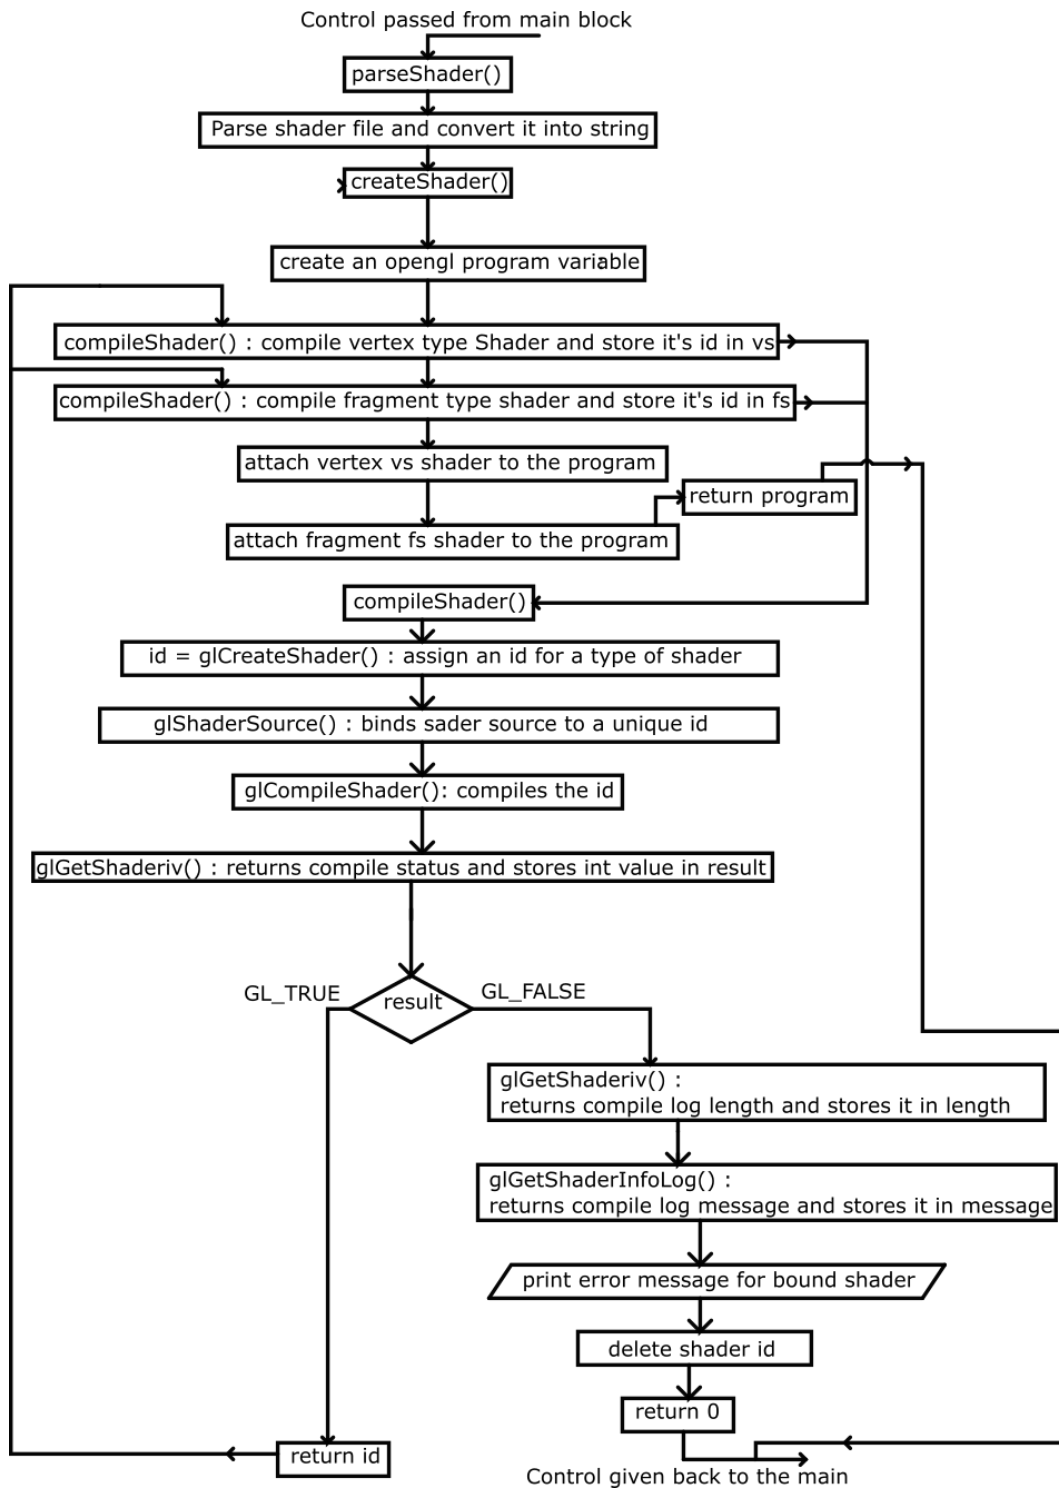 Control passed from main block
parseShader()
Parse shader file and convert it into string
createShader()
create an opengl program variable
compileShader() : compile vertex type Shader and store it's id in vs
compileShader() : compile fragment type shader and store it's id in fs
attach vertex vs shader to the program
return program
attach fragment fs shader to the program
compileShader()
id = glCreateShader() : assign an id for a type of shader
glShaderSource() : binds sader source to a unique id
glCompileShader(): compiles the id
glGetShaderiv() : returns compile status and stores int value in result
GL_TRUE
result
GL_FALSE
glGetShaderiv() :
returns compile log length and stores it in length
glGetShaderInfoLog() :
returns compile log message and stores it in message
print error message for bound shader
delete shader id
return 0
return id
Control given back to the main